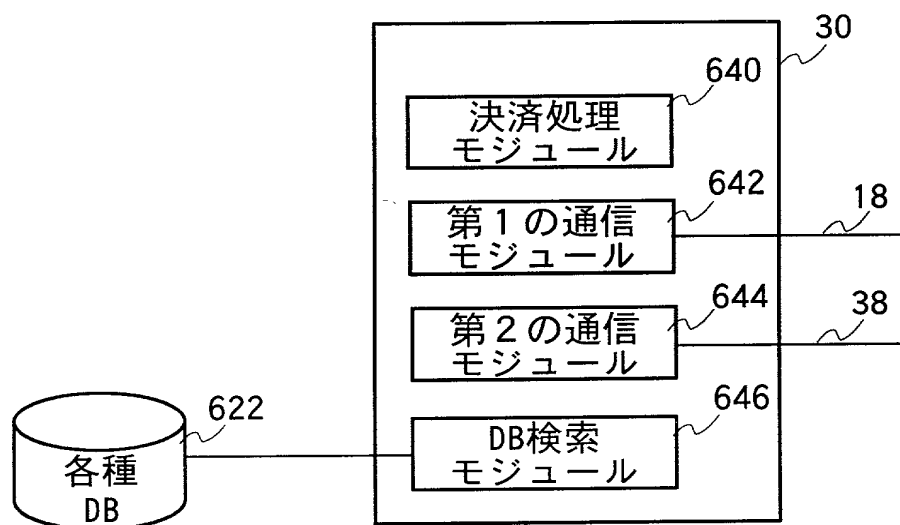 30
640
決済処理
モジュール
642
18
第1の通信
モジュール
644
38
第2の通信
モジュール
622
646
各種
DB
DB検索
モジュール